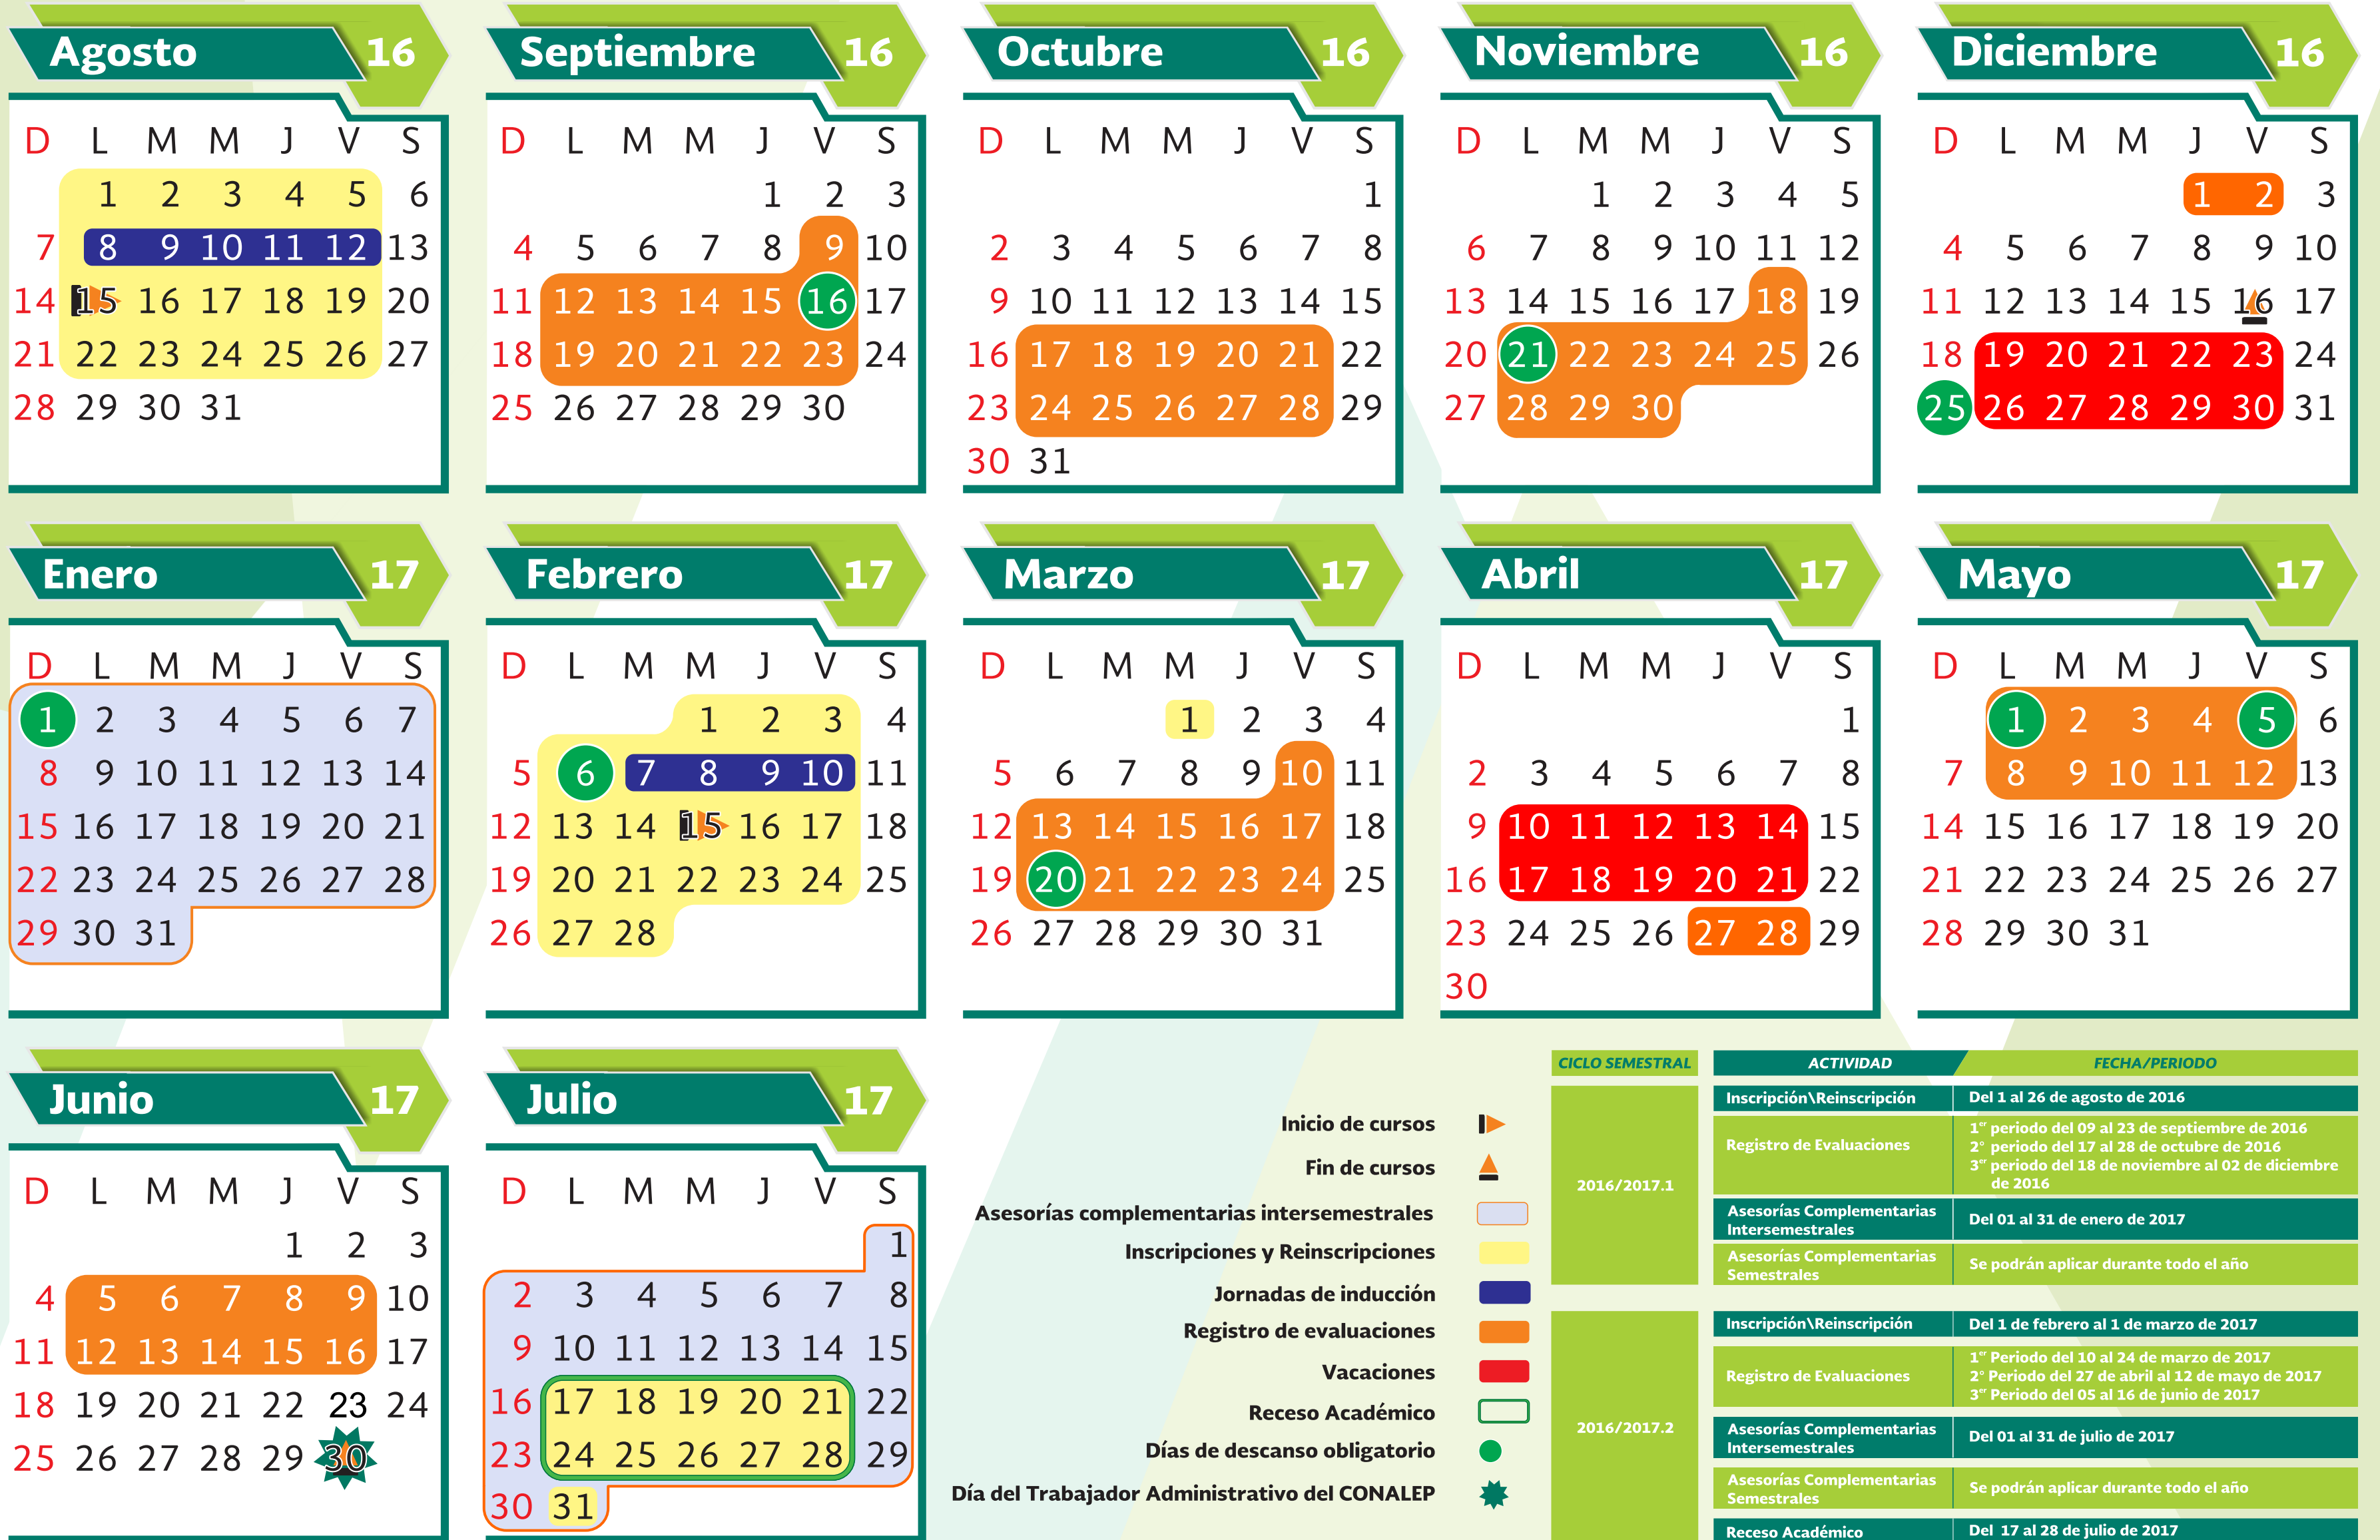 Agosto 16
D L M M J V S
1 2 3 4 5 6
7 8 9 10 11 12 13
14 15 16 17 18 19 20
21 22 23 24 25 26 27
28 29 30 31
Septiembre 16
D L M M J V S
1 2 3
4 5 6 7 8 9 10
11 12 13 14 15 16 17
18 19 20 21 22 23 24
25 26 27 28 29 30
Octubre 16
D L M M J V S
1
2 3 4 5 6 7 8
9 10 11 12 13 14 15
16 17 18 19 20 21 22
23 24 25 26 27 28 29
30 31
Noviembre 16
D L M M J V S
1 2 3 4 5
6 7 8 9 10 11 12
13 14 15 16 17 18 19
20 21 22 23 24 25 26
27 28 29 30
Diciembre 16
D L M M J V S
1 2 3
4 5 6 7 8 9 10
11 12 13 14 15 16 17
18 19 20 21 22 23 24
25 26 27 28 29 30 31
Enero 17
D L M M J V S
1 2 3 4 5 6 7
8 9 10 11 12 13 14
15 16 17 18 19 20 21
22 23 24 25 26 27 28
29 30 31
Febrero 17
D L M M J V S
1 2 3 4
5 6 7 8 9 10 11
12 13 14 15 16 17 18
19 20 21 22 23 24 25
26 27 28
Marzo 17
D L M M J V S
1 2 3 4
5 6 7 8 9 10 11
12 13 14 15 16 17 18
19 20 21 22 23 24 25
26 27 28 29 30 31
Abril 17
D L M M J V S
1
2 3 4 5 6 7 8
9 10 11 12 13 14 15
16 17 18 19 20 21 22
23 24 25 26 27 28 29
30
Mayo 17
D L M M J V S
1 2 3 4 5 6
7 8 9 10 11 12 13
14 15 16 17 18 19 20
21 22 23 24 25 26 27
28 29 30 31
Junio 17
D L M M J V S
1 2 3
4 5 6 7 8 9 10
11 12 13 14 15 16 17
18 19 20 21 22 23 24
25 26 27 28 29 30
Julio 17
D L M M J V S
1
2 3 4 5 6 7 8
9 10 11 12 13 14 15
16 17 18 19 20 21 22
23 24 25 26 27 28 29
30 31
Inicio de cursos
Fin de cursos
Asesorías complementarias intersemestrales
Inscripciones y Reinscripciones
Jornadas de inducción
Registro de evaluaciones
Vacaciones
Receso Académico
Días de descanso obligatorio
Día del Trabajador Administrativo del CONALEP
CICLO SEMESTRAL ACTIVIDAD FECHA/PERIODO
2016/2017.1
Inscripción\Reinscripción Del 1 al 26 de agosto de 2016
Registro de Evaluaciones
1er periodo del 09 al 23 de septiembre de 2016
2° periodo del 17 al 28 de octubre de 2016
3er periodo del 18 de noviembre al 02 de diciembre
de 2016
Asesorías Complementarias
Intersemestrales
Del 01 al 31 de enero de 2017
Asesorías Complementarias
Semestrales
Se podrán aplicar durante todo el año
2016/2017.2
Inscripción\Reinscripción Del 1 de febrero al 1 de marzo de 2017
Registro de Evaluaciones
1er Periodo del 10 al 24 de marzo de 2017
2° Periodo del 27 de abril al 12 de mayo de 2017
3er Periodo del 05 al 16 de junio de 2017
Asesorías Complementarias
Intersemestrales
Del 01 al 31 de julio de 2017
Asesorías Complementarias
Semestrales
Se podrán aplicar durante todo el año
Receso Académico Del 17 al 28 de julio de 2017